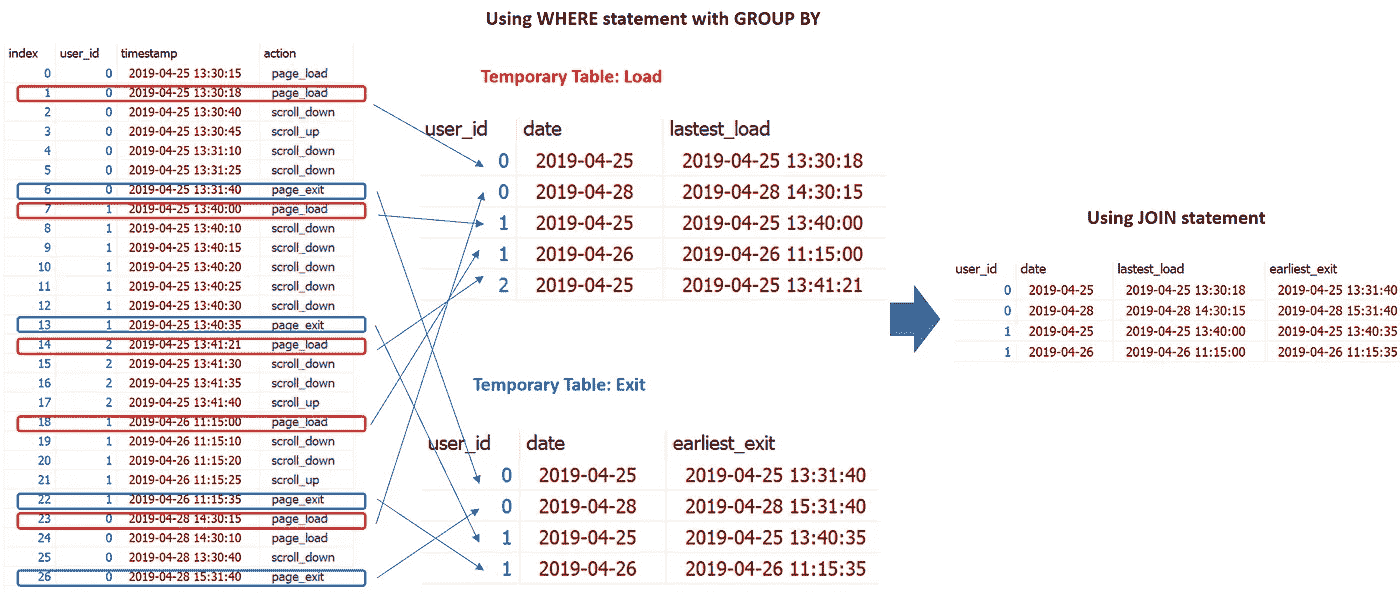 Using WHERE statement with GROUP BY
index user_id timestamp action
0 0 2019-04-25 13:30:15 page_load
1 0 2019-04-25 13:30:18 page_load
2 0 2019-04-25 13:30:40 scroll_down
3 0 2019-04-25 13:30:45 scroll_up
4 0 2019-04-25 13:31:10 scroll_down
5 0 2019-04-25 13:31:25 scroll_down
6 0 2019-04-25 13:31:40 page_exit
7 1 2019-04-25 13:40:00 page_load
8 1 2019-04-25 13:40:10 scroll_down
9 1 2019-04-25 13:40:15 scroll_down
10 1 2019-04-25 13:40:20 scroll_down
11 1 2019-04-25 13:40:25 scroll_down
12 1 2019-04-25 13:40:30 scroll_down
13 1 2019-04-25 13:40:35 page_exit
14 2 2019-04-25 13:41:21 page_load
15 2 2019-04-25 13:41:30 scroll_down
16 2 2019-04-25 13:41:35 scroll_down
17 2 2019-04-25 13:41:40 scroll_up
18 1 2019-04-26 11:15:00 page_load
19 1 2019-04-26 11:15:10 scroll_down
20 1 2019-04-26 11:15:20 scroll_down
21 1 2019-04-26 11:15:25 scroll_up
22 1 2019-04-26 11:15:35 page_exit
23 0 2019-04-28 14:30:15 page_load
24 0 2019-04-28 14:30:10 page_load
25 0 2019-04-28 13:30:40 scroll_down
26 0 2019-04-28 15:31:40 page_exit
Temporary Table: Load
user_id date lastest_load
0 2019-04-25 2019-04-25 13:30:18
0 2019-04-28 2019-04-28 14:30:15
1 2019-04-25 2019-04-25 13:40:00
1 2019-04-26 2019-04-26 11:15:00
2 2019-04-25 2019-04-25 13:41:21
Temporary Table: Exit
user_id date earliest_exit
0 2019-04-25 2019-04-25 13:31:40
0 2019-04-28 2019-04-28 15:31:40
1 2019-04-25 2019-04-25 13:40:35
1 2019-04-26 2019-04-26 11:15:35
Using JOIN statement
user_id date lastest_load earliest_exit
0 2019-04-25 2019-04-25 13:30:18 2019-04-25 13:31:40
0 2019-04-28 2019-04-28 14:30:15 2019-04-28 15:31:40
1 2019-04-25 2019-04-25 13:40:00 2019-04-25 13:40:35
1 2019-04-26 2019-04-26 11:15:00 2019-04-26 11:15:35